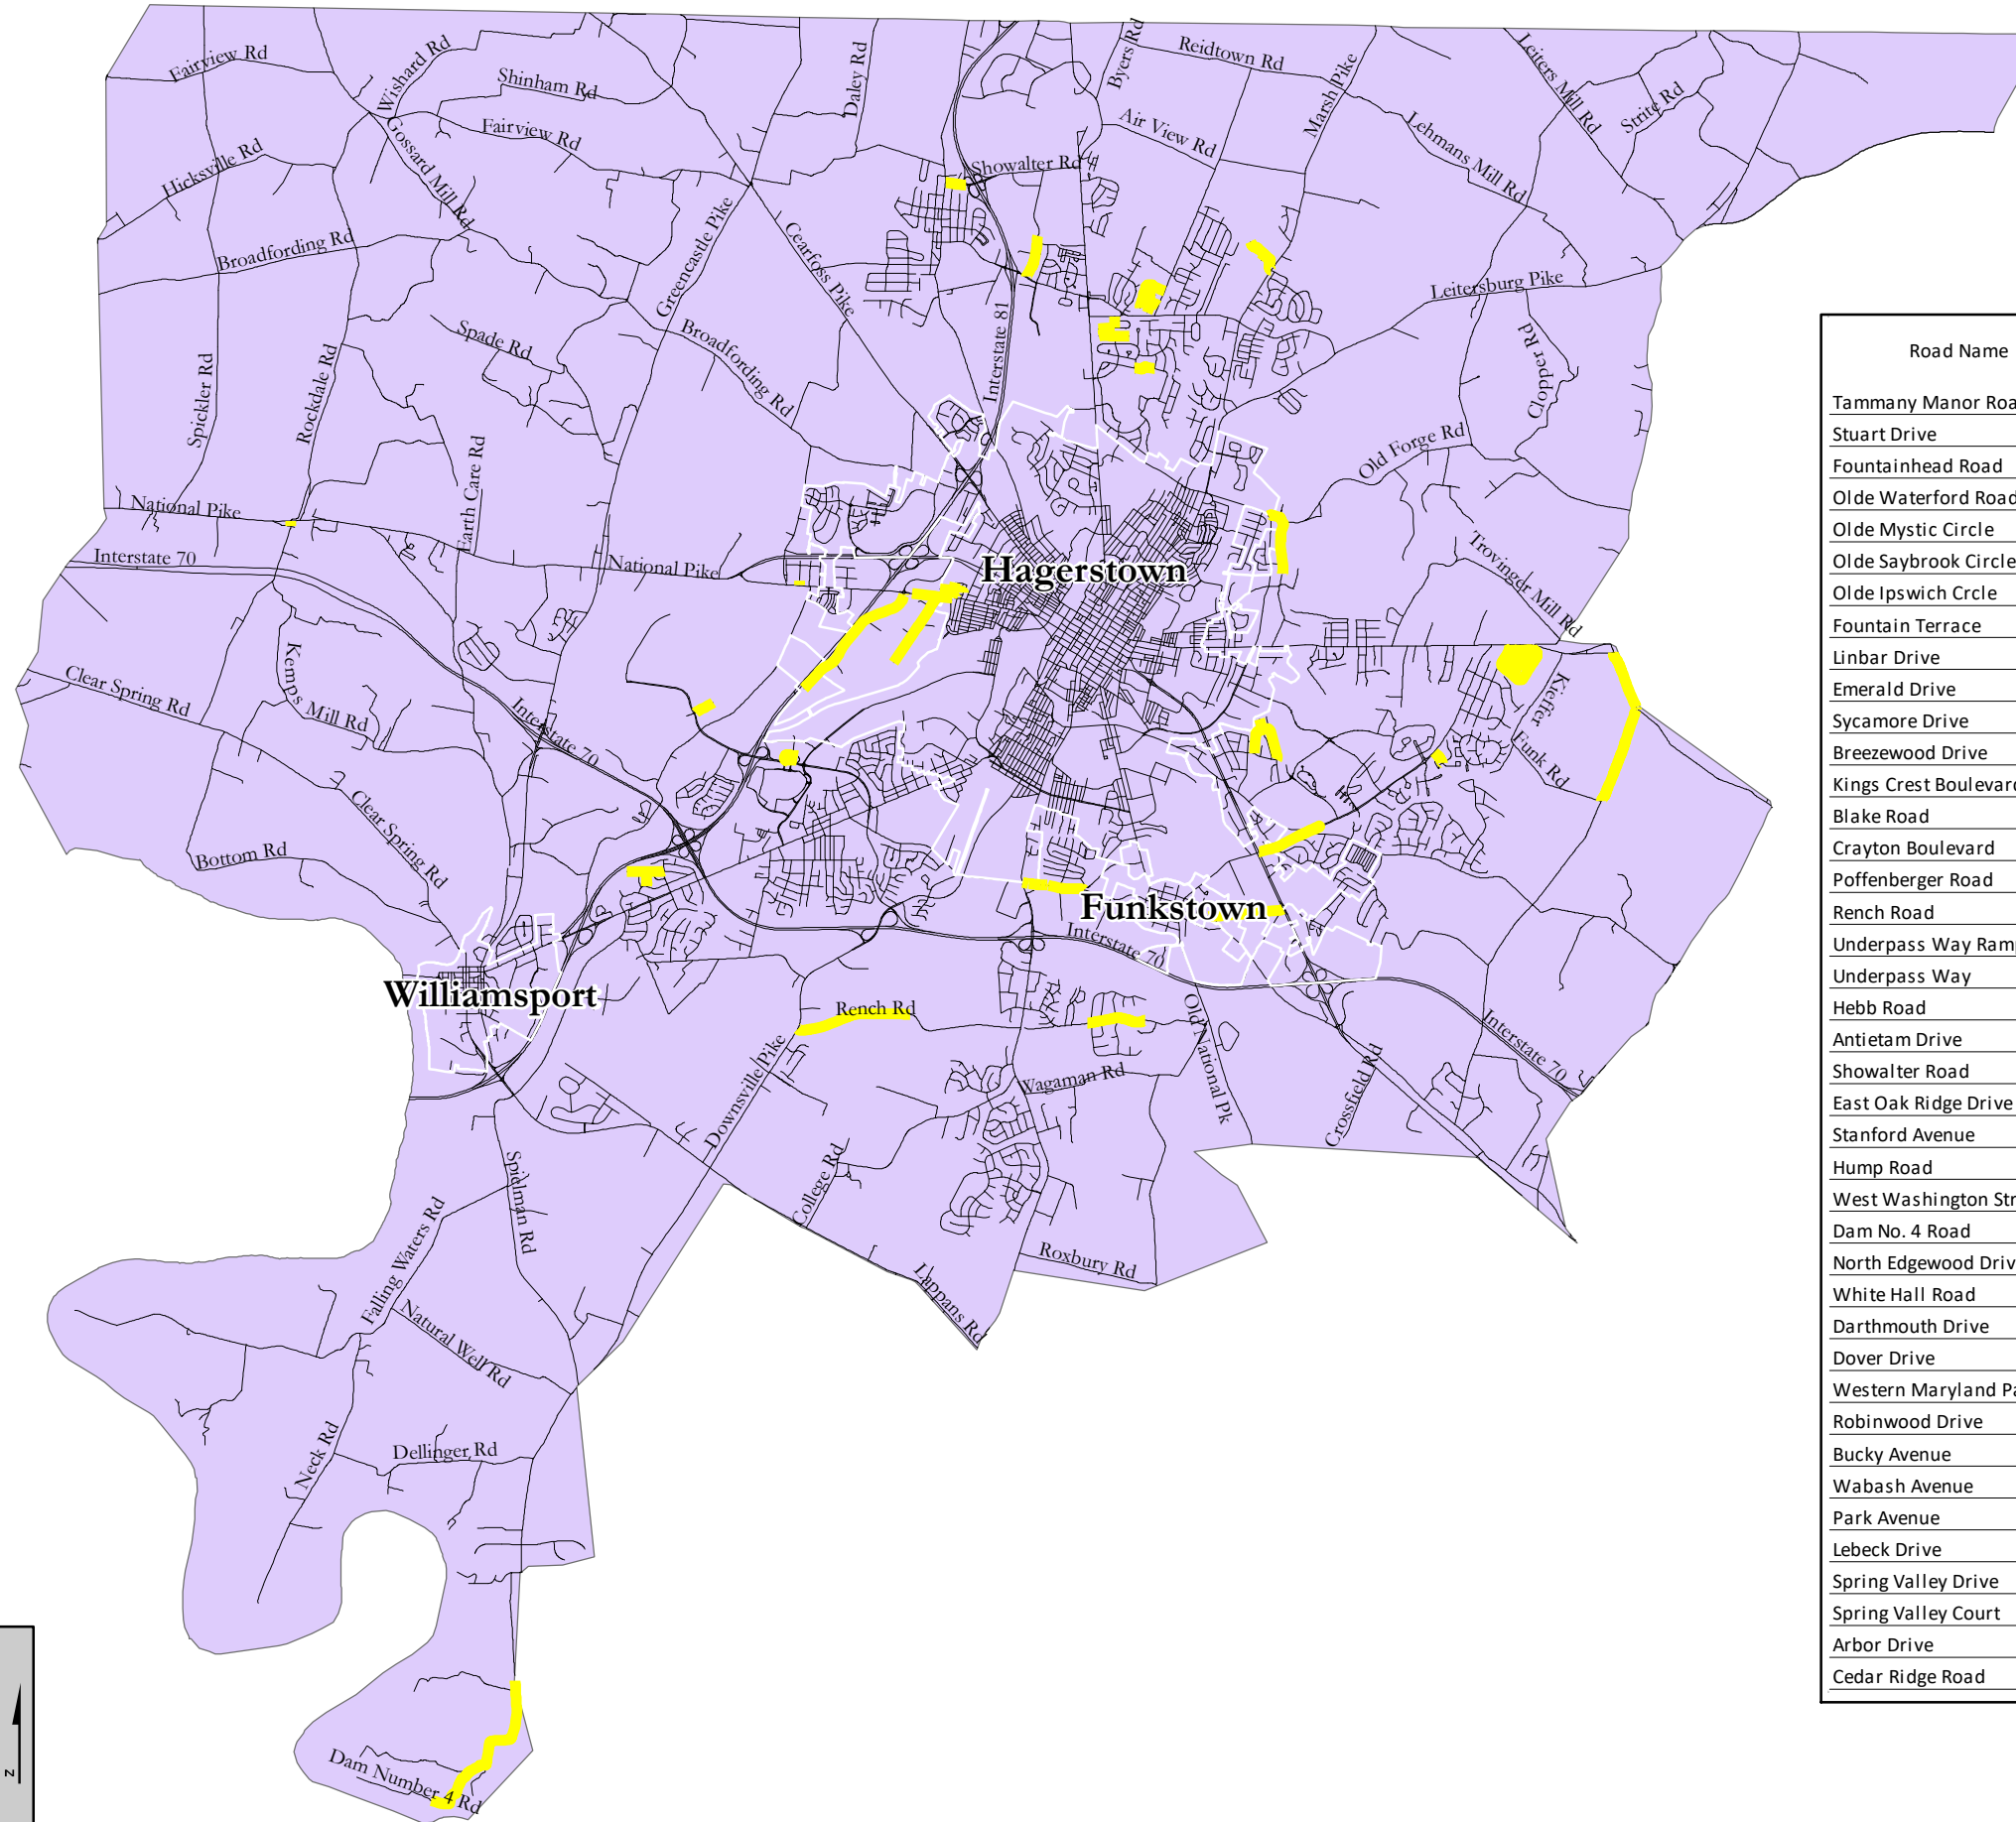 Fairview Rd
Wishard Rd
Shinham Rd
Daley Rd
Byers Rd
Reidtown Rd
Marsh Pike
Leiters Mill Rd
Strite Rd
Fairview Rd
Gossard Mill Rd
Hicksville Rd
Showalter Rd
Air View Rd
Lehmans Mill Rd
Broadfording Rd
Greencastle Pike
Cearfoss Pike
Leitersburg Pike
Spickler Rd
Rockdale Rd
Spade Rd
Broadfording Rd
Interstate 81
Clopper Rd
Old Forge Rd
Earth Care Rd
National Pike
Interstate 70
National Pike
Hagerstown
Trovinger Mill Rd
Clear Spring Rd
Kemps Mill Rd
Interstate 70
Kieffer
Funk Rd
Clear Spring Rd
Bottom Rd
Funkstown
Interstate 70
Williamsport
Rench Rd
Old National Pk
Interstate 70
Downsville Pike
Wagaman Rd
Crossfield Rd
Spielman Rd
College Rd
Falling Waters Rd
Roxbury Rd
Lappans Rd
Natural Well Rd
Neck Rd
Dellinger Rd
Dam Number 4 Rd
Z
Road Name
Tammany Manor Roa
Stuart Drive
Fountainhead Road
Olde Waterford Road
Olde Mystic Circle
Olde Saybrook Circle
Olde Ipswich Crcle
Fountain Terrace
Linbar Drive
Emerald Drive
Sycamore Drive
Breezewood Drive
Kings Crest Boulevard
Blake Road
Crayton Boulevard
Poffenberger Road
Rench Road
Underpass Way Ramp
Underpass Way
Hebb Road
Antietam Drive
Showalter Road
East Oak Ridge Drive
Stanford Avenue
Hump Road
West Washington Str
Dam No. 4 Road
North Edgewood Driv
White Hall Road
Darthmouth Drive
Dover Drive
Western Maryland Pa
Robinwood Drive
Bucky Avenue
Wabash Avenue
Park Avenue
Lebeck Drive
Spring Valley Drive
Spring Valley Court
Arbor Drive
Cedar Ridge Road